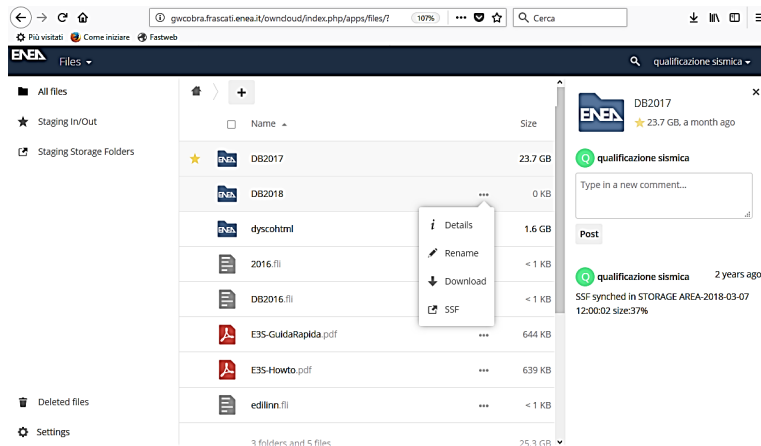 gwcobra.frascati.enea.it/owncloud/index.php/apps/files/?
107%
Cerca
Più visitati
Come iniziare
Fastweb
ENEA
Files
qualificazione sismica
All files
Staging In/Out
Staging Storage Folders
Deleted files
Settings
+
Name
Size
ENEA DB2017 23.7 GB
ENEA DB2018 ••• 0 KB
ENEA dyscohtml 1.6 GB
2016.fli < 1 KB
DB2016.fli < 1 KB
E3S-GuidaRapida.pdf ••• 644 KB
E3S-Howto.pdf ••• 639 KB
edilinn.fli ••• < 1 KB
3 folders and 5 files 25.3 GB
i Details
Rename
Download
SSF
ENEA
DB2017
23.7 GB, a month ago
Q qualificazione sismica
Type in a new comment...
Post
Q qualificazione sismica 2 years ago
SSF synched in STORAGE AREA-2018-03-07
12:00:02 size:37%